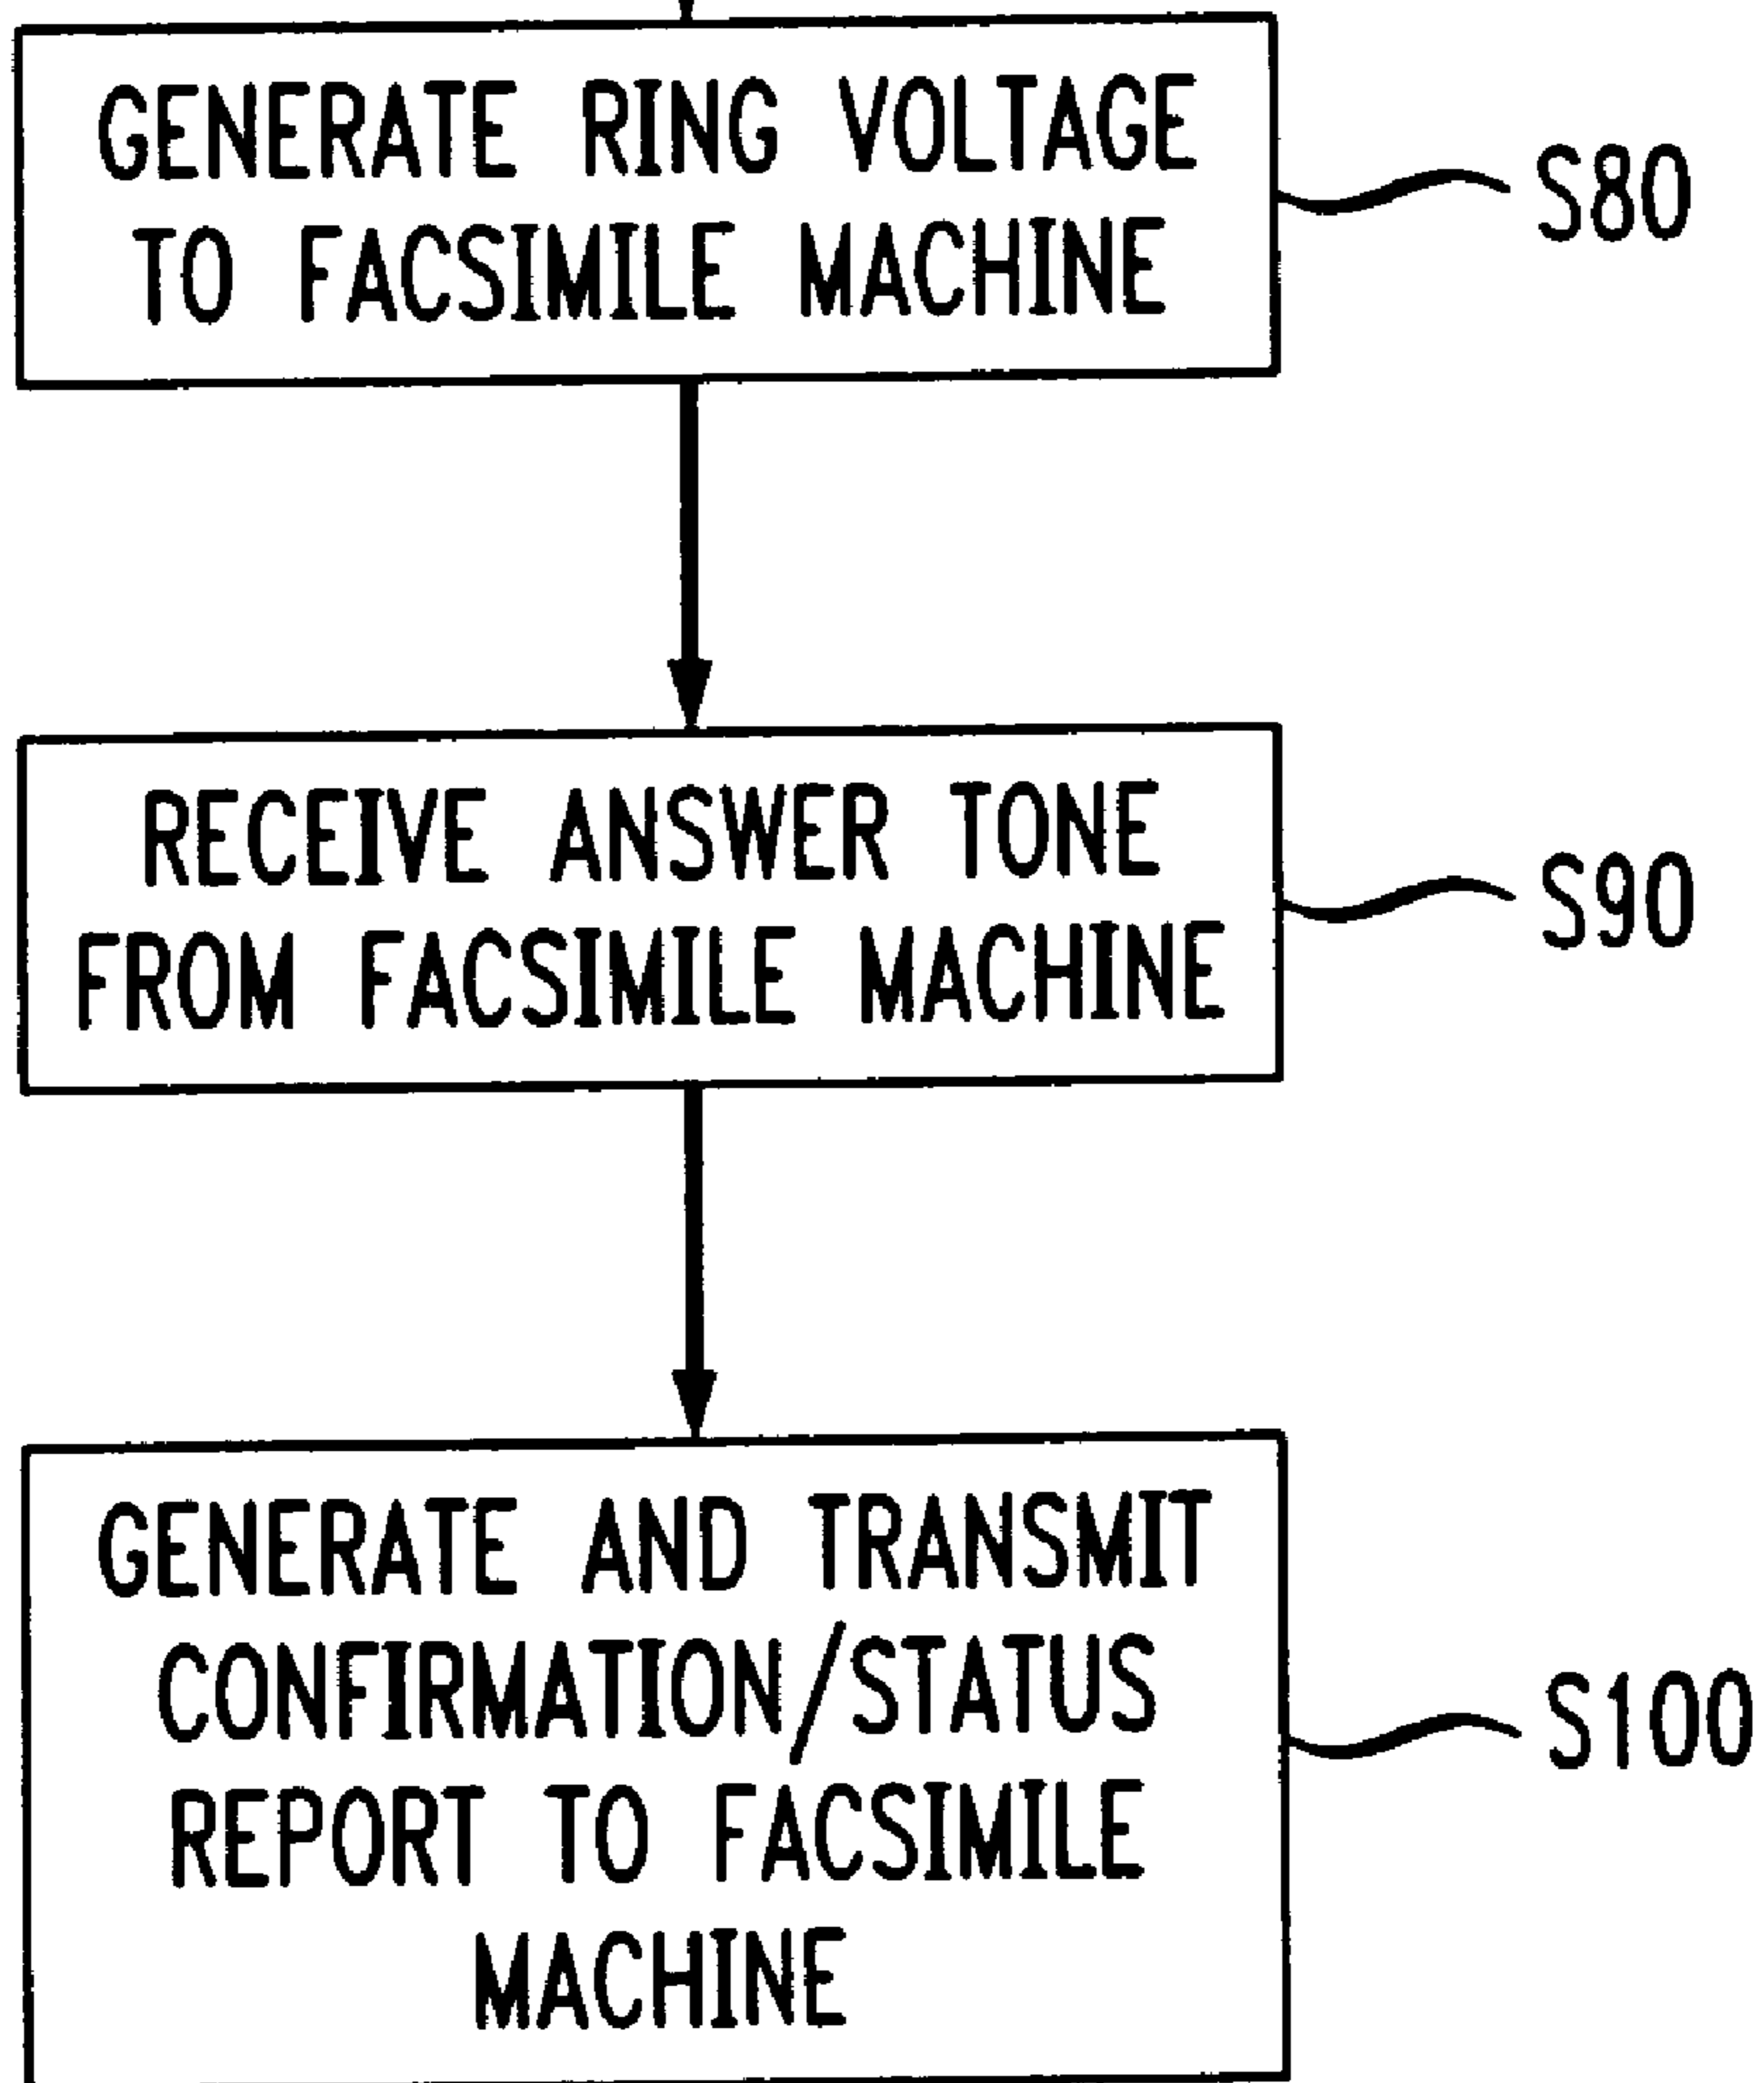 GENERATE RING VOLTAGE
TO FACSIMILE MACHINE
S80
RECEIVE ANSWER TONE
FROM FACSIMILE MACHINE
S90
GENERATE AND TRANSMIT
CONFIRMATION/STATUS
REPORT TO FACSIMILE
MACHINE
S100